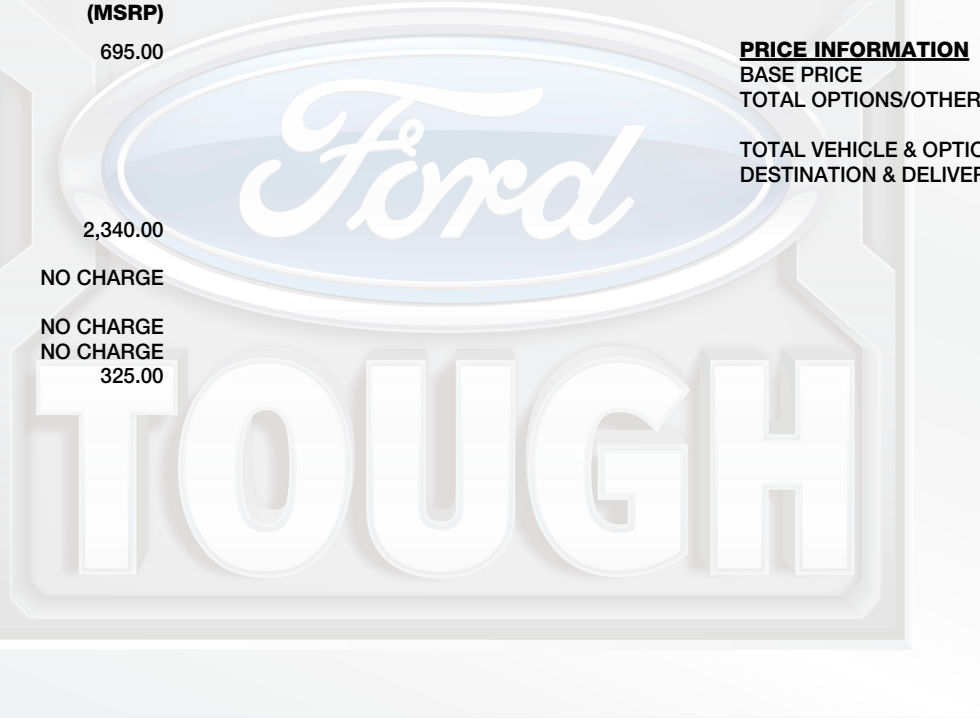 (MSRP)
695.00
2,340.00
NO CHARGE
NO CHARGE
NO CHARGE
325.00
PRICE INFORMATION
BASE PRICE
TOTAL OPTIONS/OTHER
TOTAL VEHICLE & OPTIO
DESTINATION & DELIVER
Ford
TOUGH